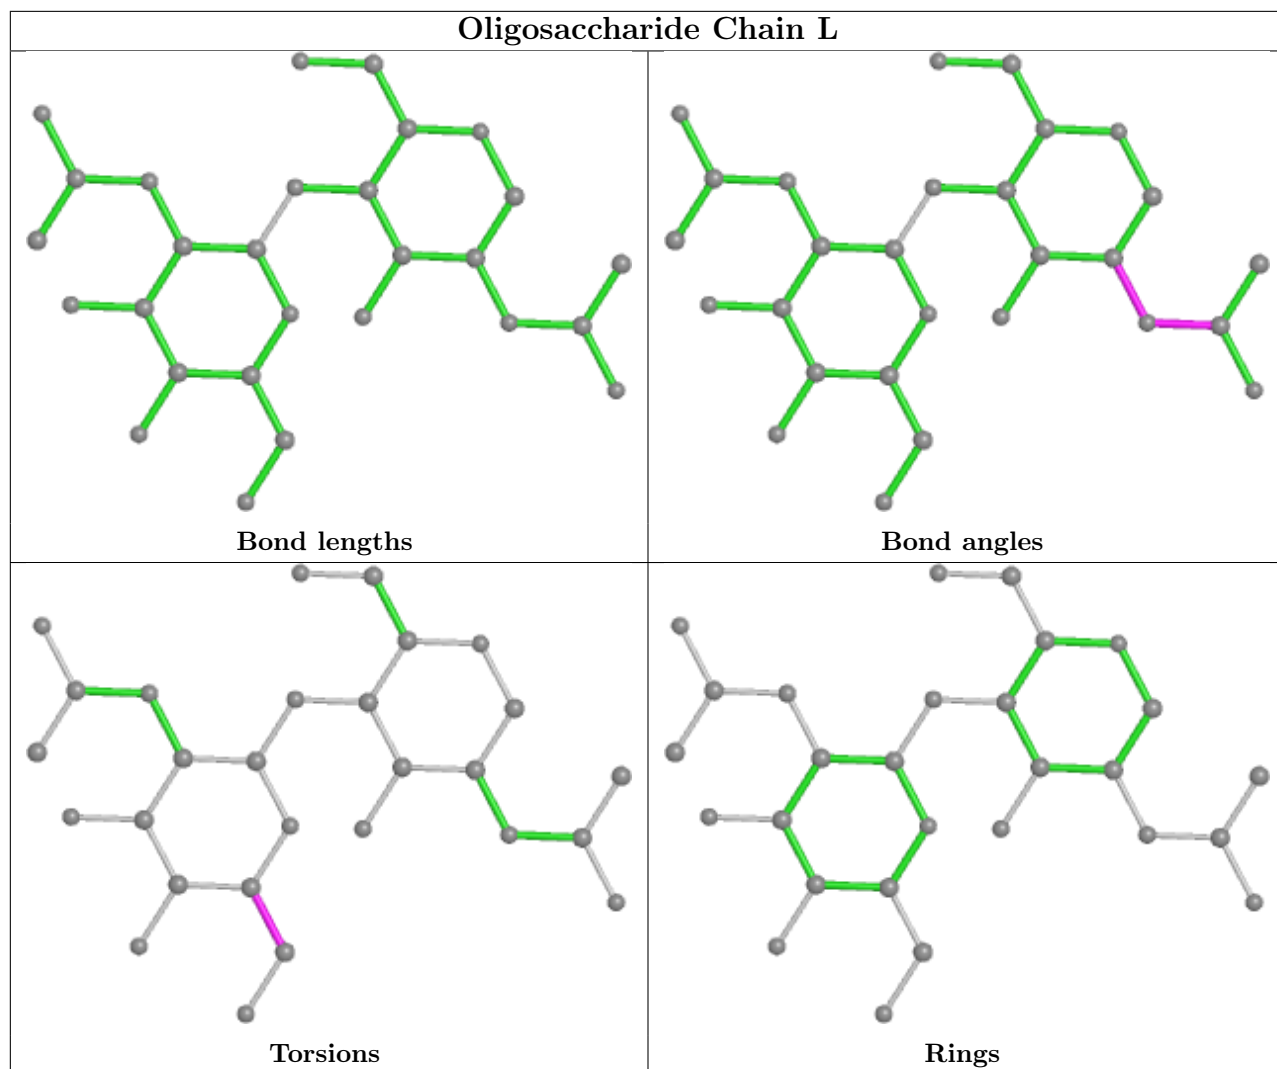 Oligosaccharide Chain L
Bond lengths
Bond angles
Torsions
Rings